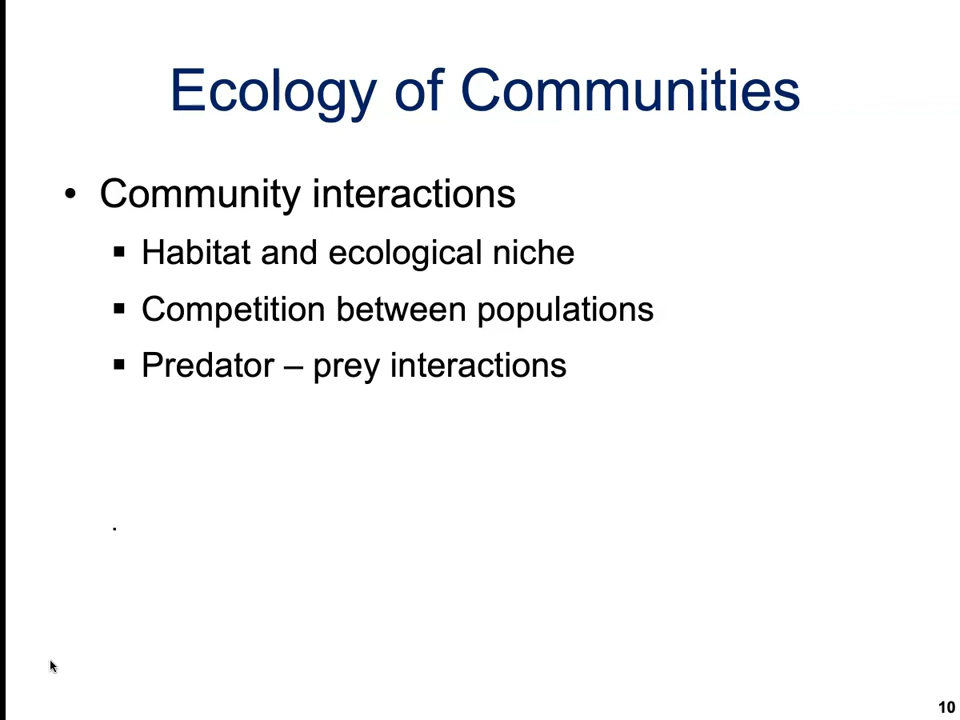 Ecology of Communities
• Community interactions
▪ Habitat and ecological niche
▪ Competition between populations
▪ Predator – prey interactions
.
10